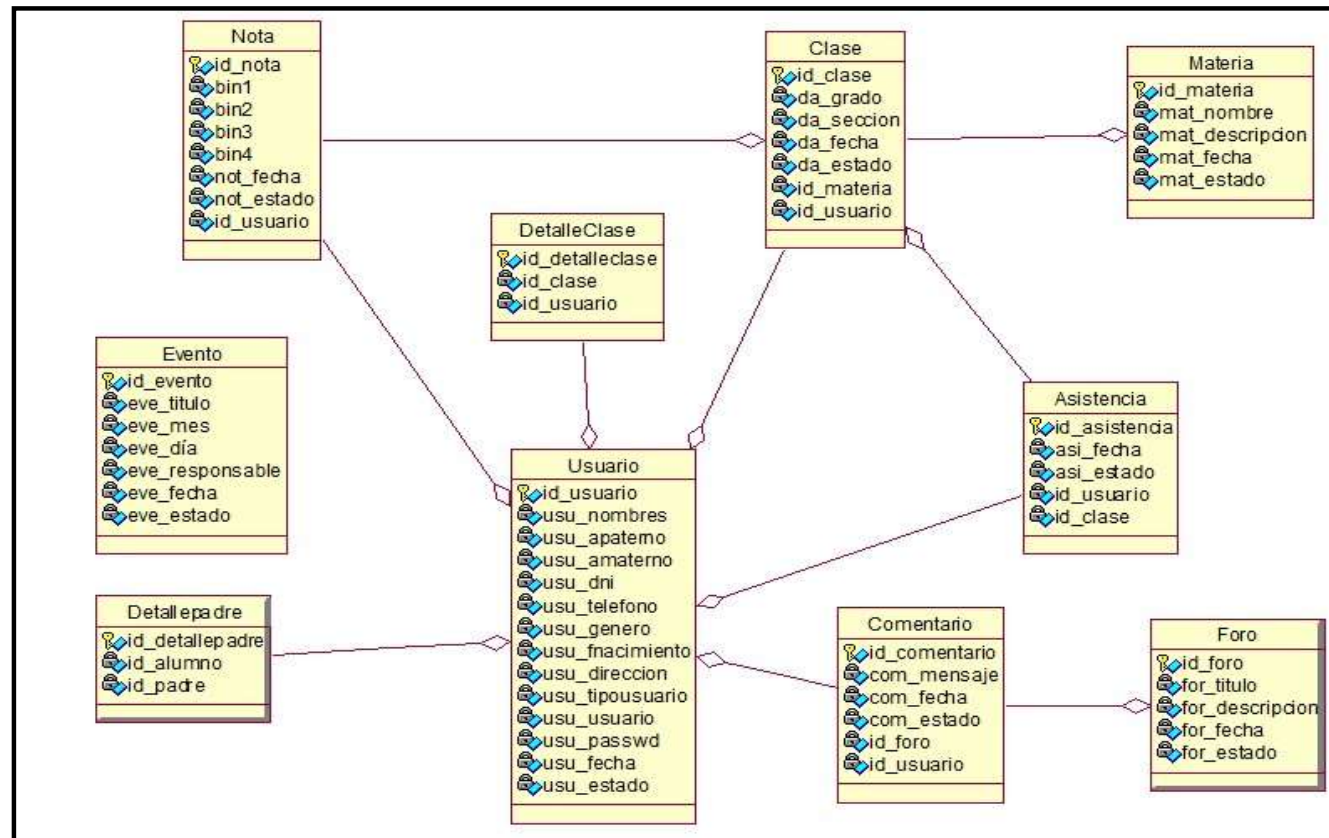 Nota
id_nota
bin1
bin2
bin3
bin4
not_fecha
not_estado
id_usuario
Clase
id_clase
da_grado
da_seccion
da_fecha
da_estado
id_materia
id_usuario
Materia
id_materia
mat_nombre
mat_descripcion
mat_fecha
mat_estado
DetalleClase
id_detalleclase
id_clase
id_usuario
Evento
id_evento
eve_titulo
eve_mes
eve_día
eve_responsable
eve_fecha
eve_estado
Asistencia
id_asistencia
asi_fecha
asi_estado
id_usuario
id_clase
Usuario
id_usuario
usu_nombres
usu_apaterno
usu_amaterno
usu_dni
usu_telefono
usu_genero
usu_fnacimiento
usu_direccion
usu_tipousuario
usu_usuario
usu_passwd
usu_fecha
usu_estado
Detallepadre
id_detallepadre
id_alumno
id_padre
Comentario
id_comentario
com_mensaje
com_fecha
com_estado
id_foro
id_usuario
Foro
id_foro
for_titulo
for_descripcion
for_fecha
for_estado